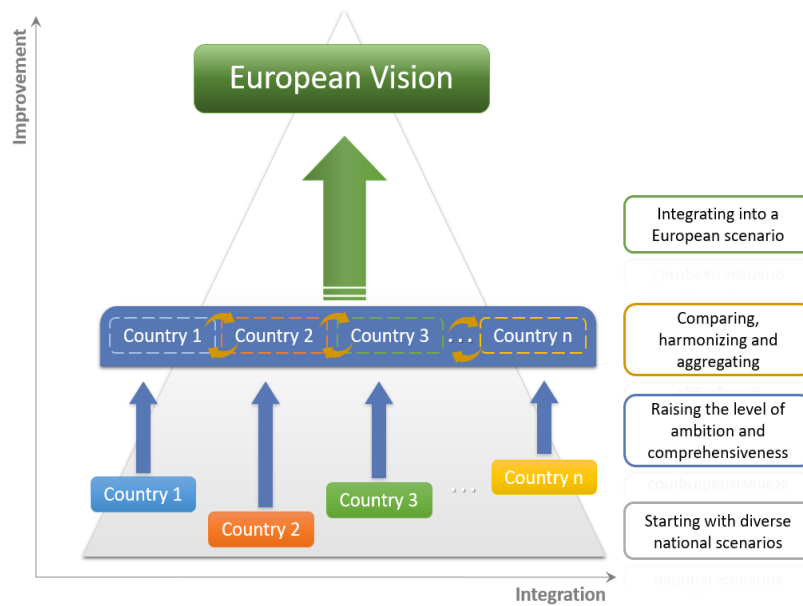 Improvement
European Vision
Integrating into a
European scenario
Country 1
Country 2
Country 3
...
Country n
Comparing,
harmonizing and
aggregating
Raising the level of
ambition and
comprehensiveness
Country 1
Country 2
Country 3
...
Country n
Starting with diverse
national scenarios
Integration